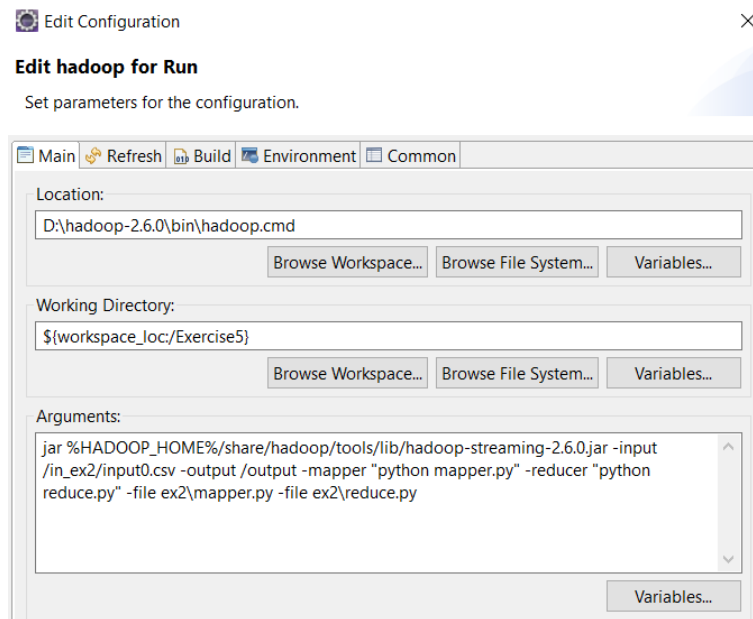 Edit Configuration
Edit hadoop for Run
Set parameters for the configuration.
Main Refresh Build Environment Common
Location:
D:\hadoop-2.6.0\bin\hadoop.cmd
Browse Workspace... Browse File System... Variables...
Working Directory:
${workspace_loc:/Exercise5}
Browse Workspace... Browse File System... Variables...
Arguments:
jar %HADOOP_HOME%/share/hadoop/tools/lib/hadoop-streaming-2.6.0.jar -input
/in_ex2/input0.csv -output /output -mapper "python mapper.py" -reducer "python
reduce.py" -file ex2\mapper.py -file ex2\reduce.py
Variables...